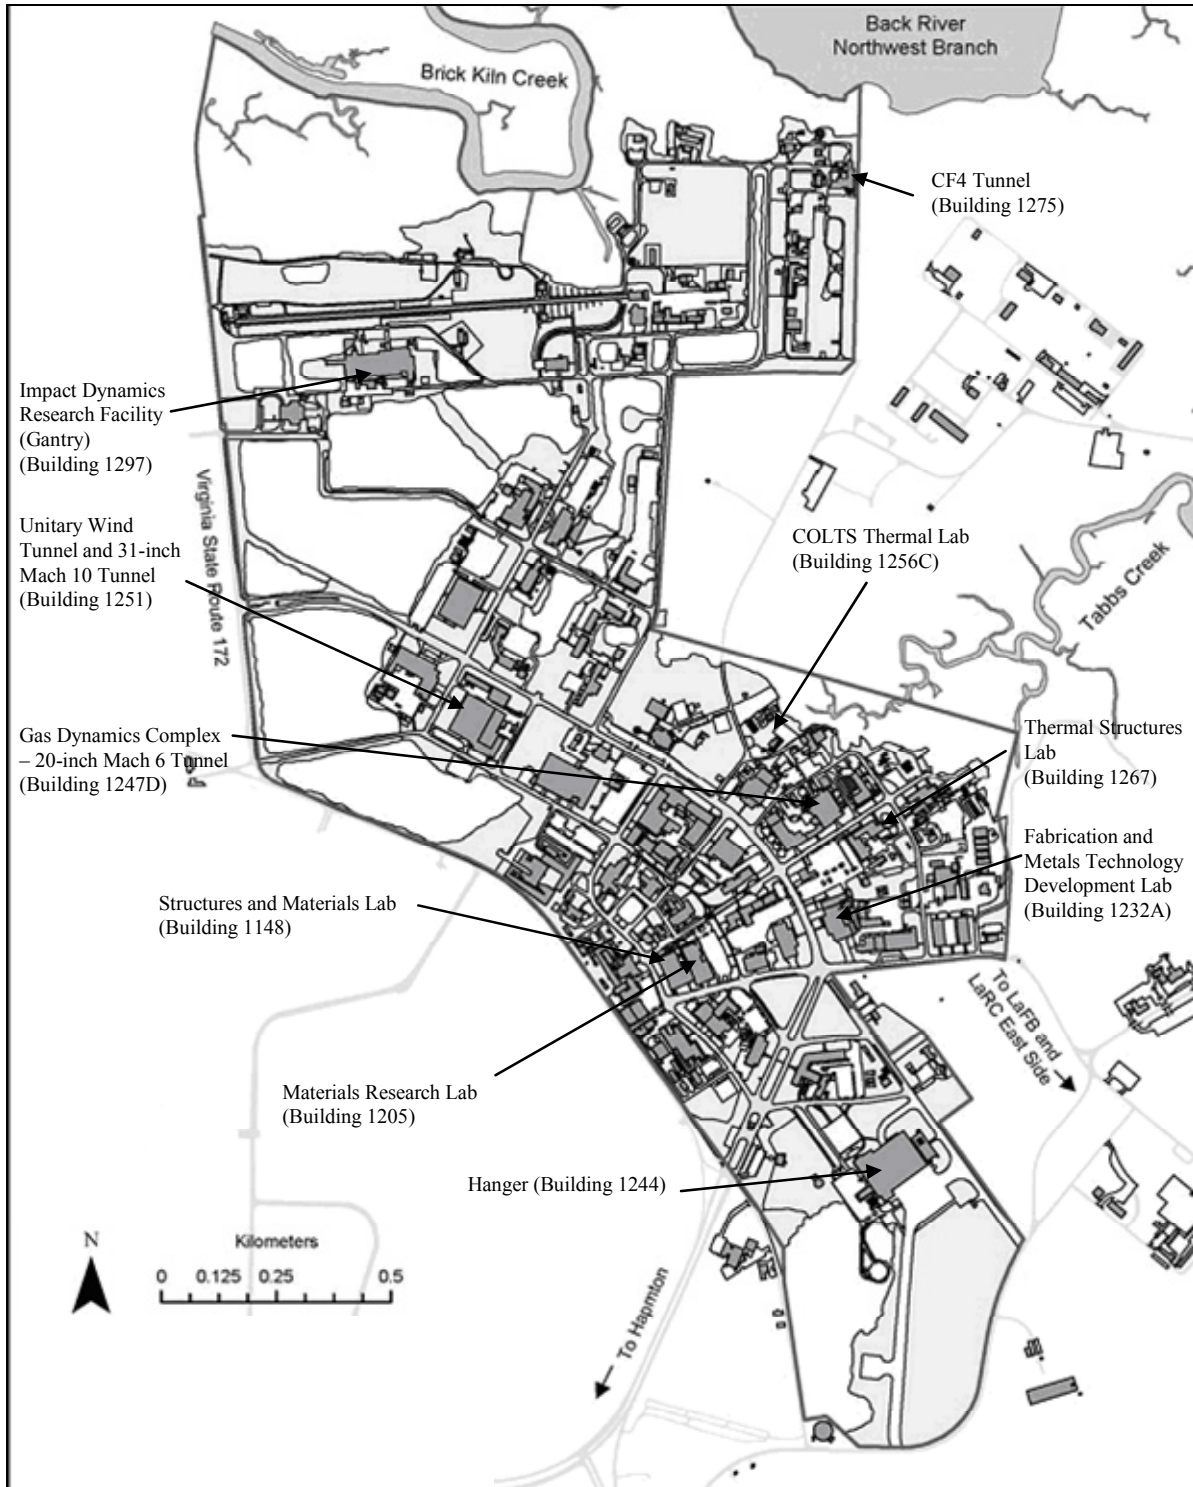 Back River
Northwest Branch
Brick Kiln Creek
CF4 Tunnel
(Building 1275)
Impact Dynamics
Research Facility
(Gantry)
(Building 1297)
Virginia State Route 172
Unitary Wind
Tunnel and 31-inch
Mach 10 Tunnel
(Building 1251)
COLTS Thermal Lab
(Building 1256C)
Tabbs Creek
Gas Dynamics Complex
– 20-inch Mach 6 Tunnel
(Building 1247D)
Thermal Structures
Lab
(Building 1267)
Fabrication and
Metals Technology
Development Lab
(Building 1232A)
Structures and Materials Lab
(Building 1148)
To LaFB and
LaRC East Side
Materials Research Lab
(Building 1205)
Hanger (Building 1244)
N
Kilometers
0 0.125 0.25 0.5
To Hapmton